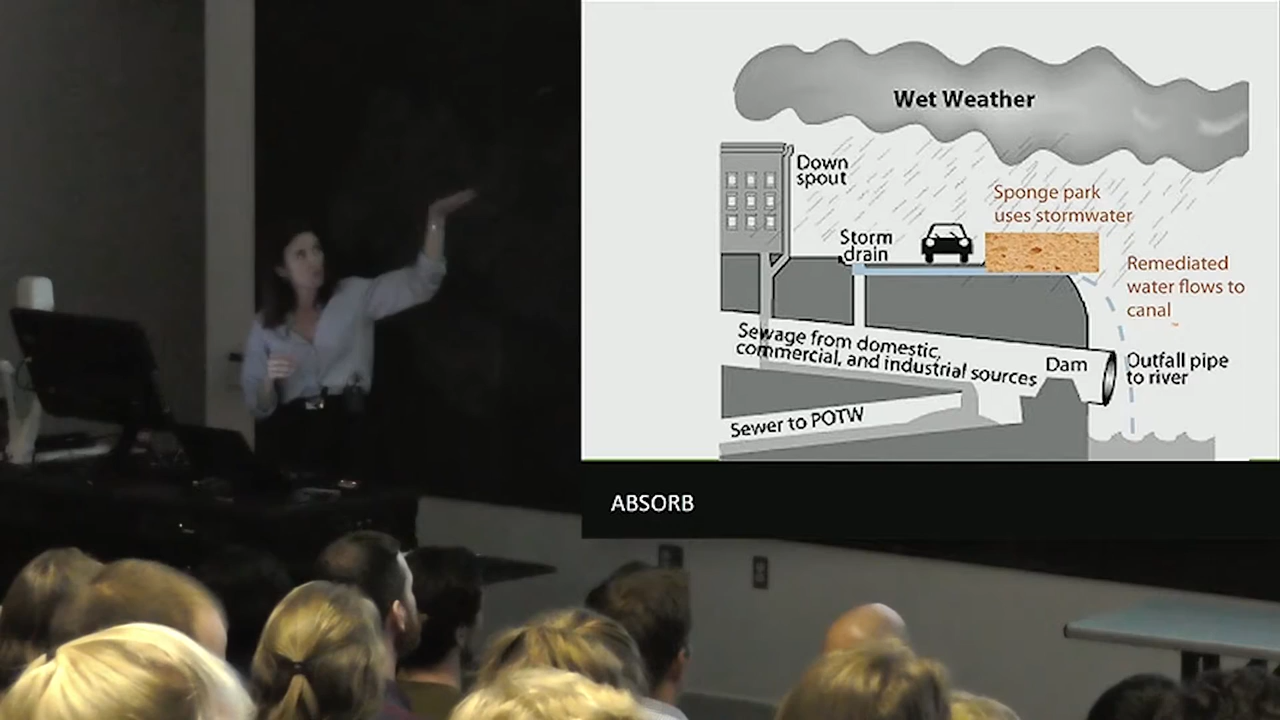 Wet Weather
Down
spout
Sponge park
uses stormwater
Storm
drain
Remediated
water flows to
canal
Sewage from domestic,
commercial, and industrial sources
Dam
Outfall pipe
to river
Sewer to POTW
ABSORB